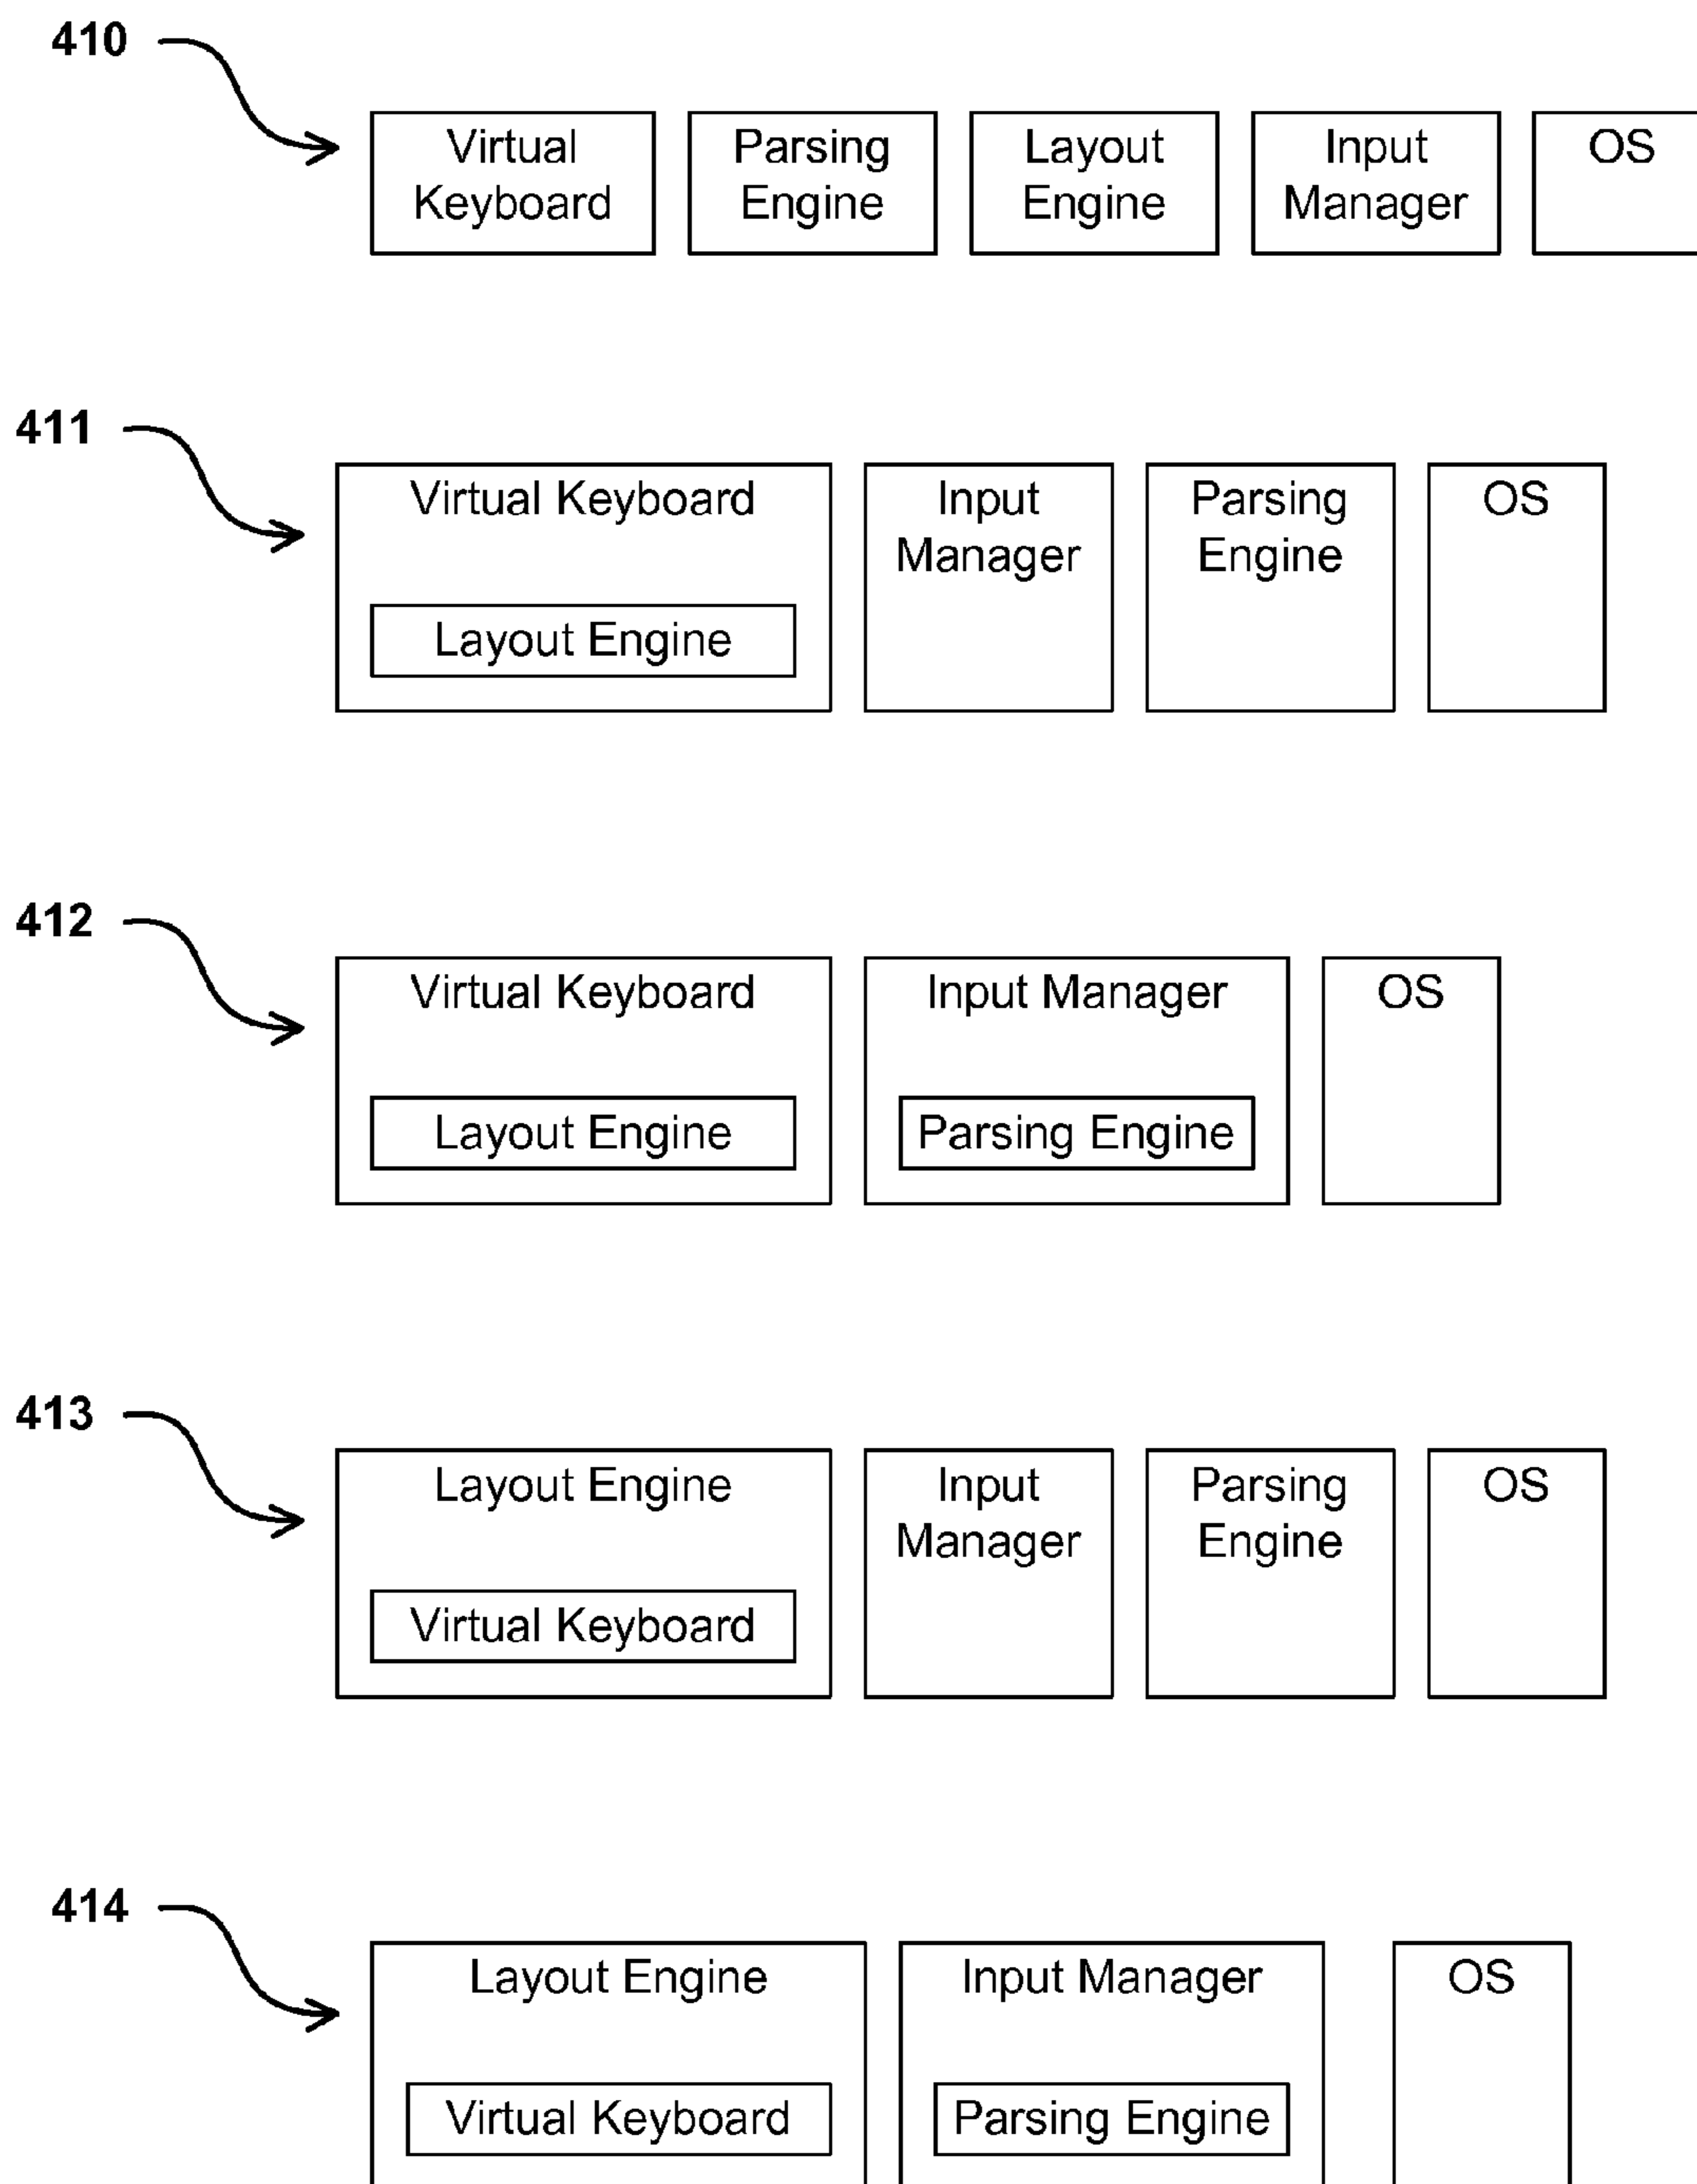 410
Virtual Parsing Layout Input OS
Keyboard Engine Engine Manager
411
Virtual Keyboard Input Parsing OS
Manager Engine
Layout Engine
412
Virtual Keyboard Input Manager OS
Layout Engine Parsing Engine
413
Layout Engine Input Parsing OS
Manager Engine
Virtual Keyboard
414
Layout Engine Input Manager OS
Virtual Keyboard Parsing Engine